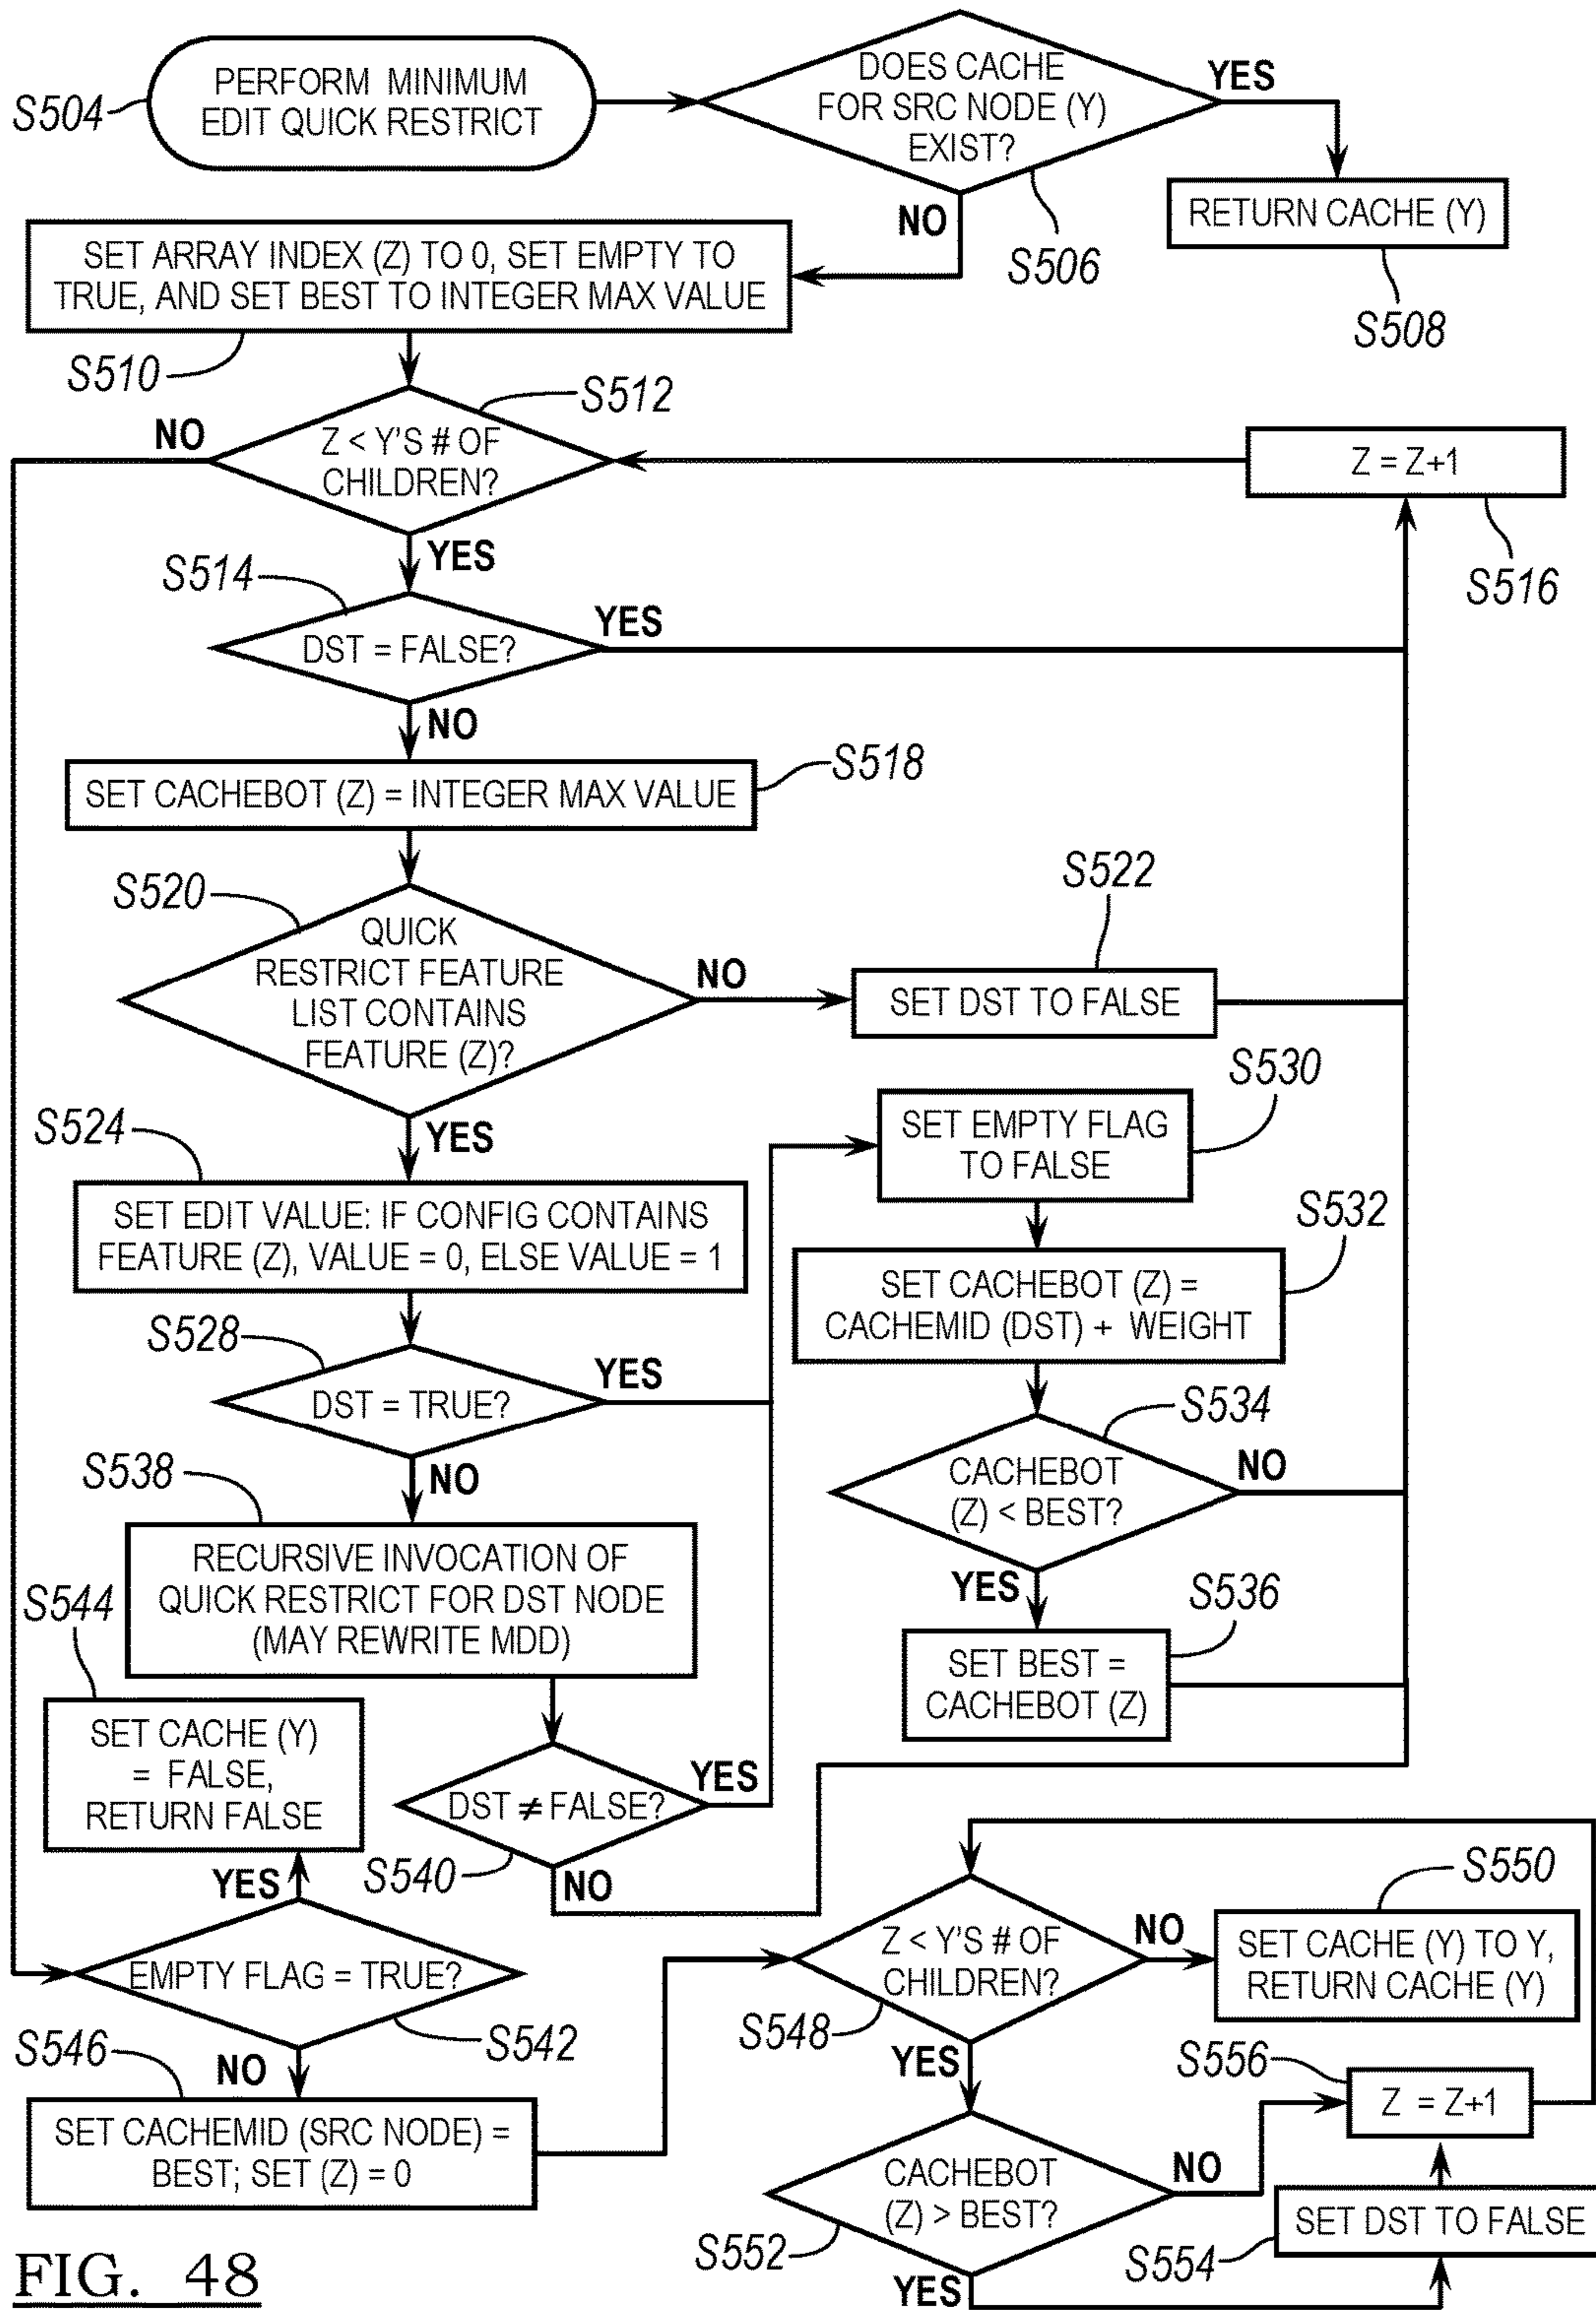 PERFORM MINIMUM
EDIT QUICK RESTRICT
S504
DOES CACHE
FOR SRC NODE (Y)
EXIST?
YES
NO
S506
RETURN CACHE (Y)
S508
SET ARRAY INDEX (Z) TO 0, SET EMPTY TO
TRUE, AND SET BEST TO INTEGER MAX VALUE
S510
S512
Z < Y'S # OF
CHILDREN?
NO
YES
Z = Z+1
S516
S514
DST = FALSE?
YES
NO
SET CACHEBOT (Z) = INTEGER MAX VALUE
S518
S520
QUICK
RESTRICT FEATURE
LIST CONTAINS
FEATURE (Z)?
NO
YES
S522
SET DST TO FALSE
S524
SET EDIT VALUE: IF CONFIG CONTAINS
FEATURE (Z), VALUE = 0, ELSE VALUE = 1
S528
DST = TRUE?
YES
NO
S530
SET EMPTY FLAG
TO FALSE
S532
SET CACHEBOT (Z) =
CACHEMID (DST) + WEIGHT
S534
CACHEBOT
(Z) < BEST?
NO
YES
S536
SET BEST =
CACHEBOT (Z)
S538
RECURSIVE INVOCATION OF
QUICK RESTRICT FOR DST NODE
(MAY REWRITE MDD)
S540
DST ≠ FALSE?
YES
NO
S544
SET CACHE (Y)
= FALSE,
RETURN FALSE
YES
EMPTY FLAG = TRUE?
S542
NO
S546
SET CACHEMID (SRC NODE) =
BEST; SET (Z) = 0
Z < Y'S # OF
CHILDREN?
S548
NO
YES
S550
SET CACHE (Y) TO Y,
RETURN CACHE (Y)
CACHEBOT
(Z) > BEST?
S552
NO
YES
S556
Z = Z+1
SET DST TO FALSE
S554
FIG. 48